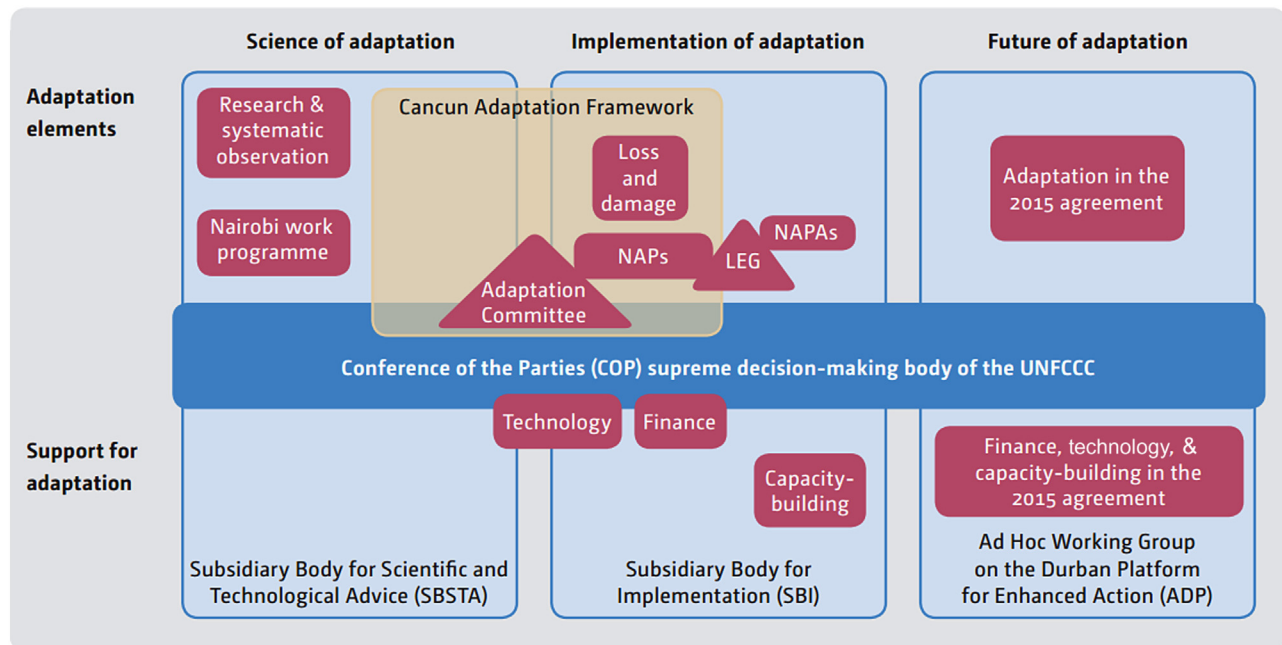 Science of adaptation
Implementation of adaptation
Future of adaptation
Adaptation
elements
Research &
systematic
observation
Nairobi work
programme
Cancun Adaptation Framework
Loss
and
damage
NAPs
LEG
NAPAs
Adaptation
Committee
Adaptation in the
2015 agreement
Conference of the Parties (COP) supreme decision-making body of the UNFCCC
Support for
adaptation
Technology
Finance
Capacity-
building
Finance, technology, &
capacity-building in the
2015 agreement
Subsidiary Body for Scientific and
Technological Advice (SBSTA)
Subsidiary Body for
Implementation (SBI)
Ad Hoc Working Group
on the Durban Platform
for Enhanced Action (ADP)